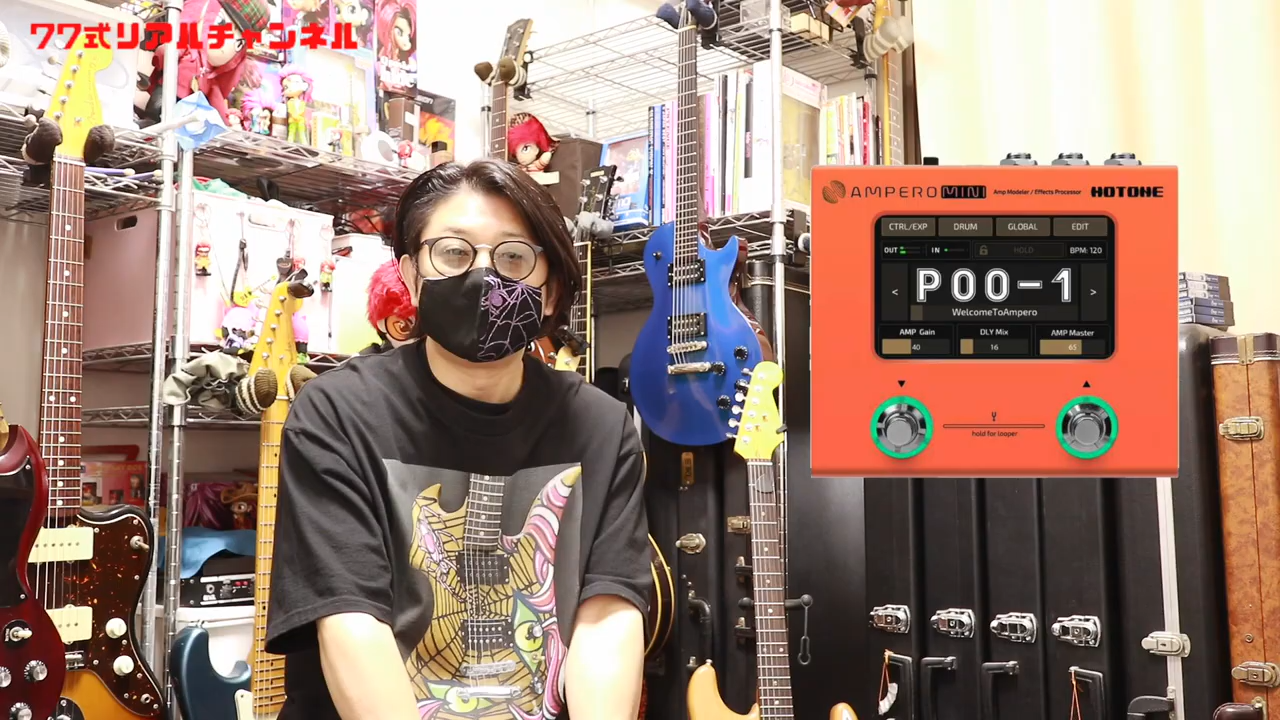 77式リアルチャンネル
AMPERO MINI Amp Modeler / Effects Processor HOTONE
CTRL/EXP DRUM GLOBAL EDIT
OUT IN HOLD BPM: 120
< P00-1 >
WelcomeToAmpero
AMP Gain DLY Mix AMP Master
40 16 65
▼ ▲
hold for looper